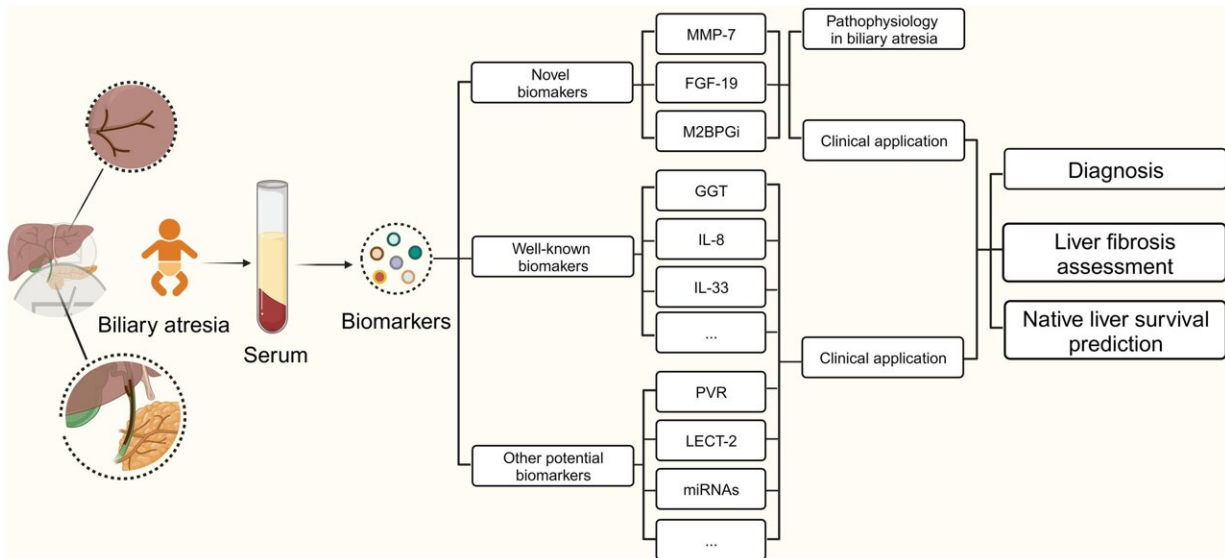 Biliary atresia
Serum
Biomarkers
Novel
biomakers
Well-known
biomakers
Other potential
biomarkers
MMP-7
FGF-19
M2BPGi
GGT
IL-8
IL-33
...
PVR
LECT-2
miRNAs
...
Pathophysiology
in biliary atresia
Clinical application
Clinical application
Diagnosis
Liver fibrosis
assessment
Native liver survival
prediction